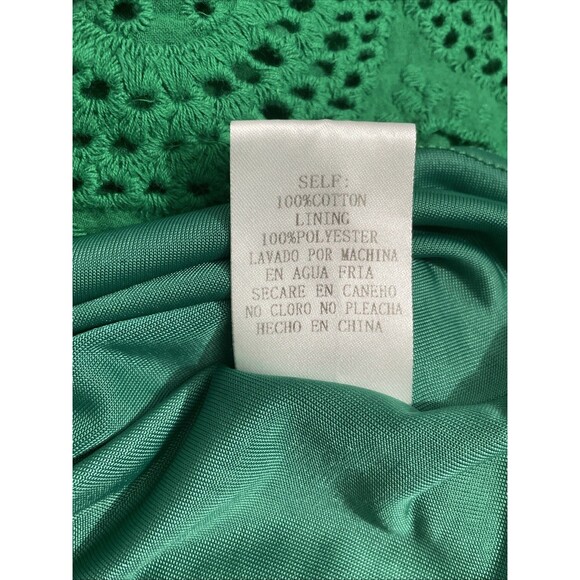 SELF:
100%COTTON
LINING
100%POLYESTER
LAVADO POR MACHINA
EN AGUA FRIA
SECARE EN CANEHO
NO CLORO NO PLEACHA
HECHO EN CHINA